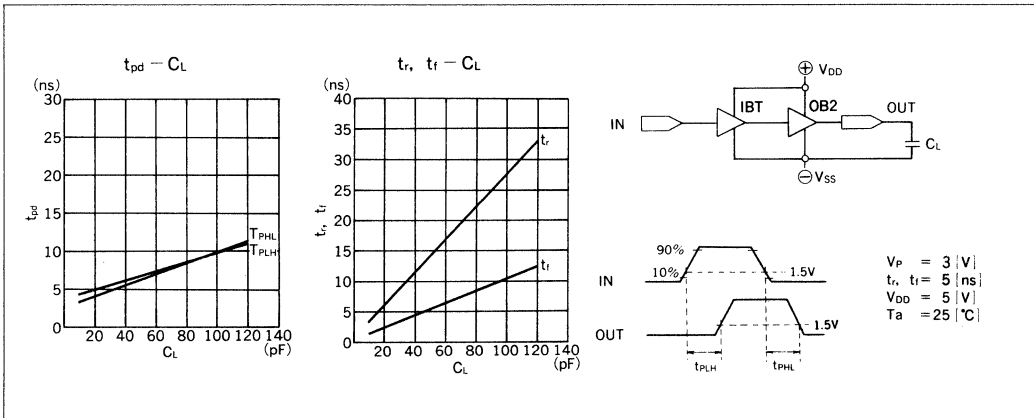 tpd – CL
(ns)
30
25
20
15
10
5
0
tpd
TPHL
TPLH
20 40 60 80 100 120 140
CL
(pF)
tr, tf – CL
(ns)
40
35
30
25
20
15
10
5
0
tr, tf
tr
tf
20 40 60 80 100 120 140
CL
(pF)
⊕ VDD
IBT
OB2
OUT
IN
CL
⊖ VSS
90%
10%
1.5V
IN
1.5V
OUT
tPLH
tPHL
VP = 3 [V]
tr, tf = 5 [ns]
VDD = 5 [V]
Ta = 25 [°C]